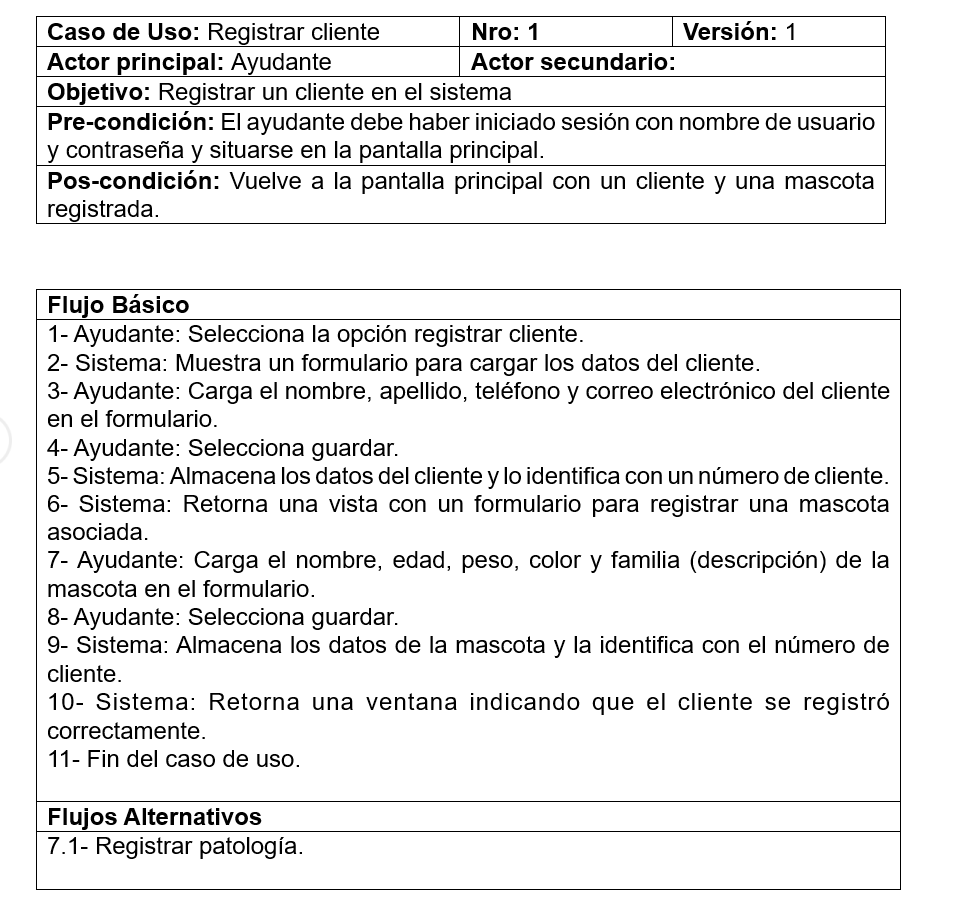 Caso de Uso: Registrar cliente Nro: 1 Versión: 1
Actor principal: Ayudante Actor secundario:
Objetivo: Registrar un cliente en el sistema
Pre-condición: El ayudante debe haber iniciado sesión con nombre de usuario
y contraseña y situarse en la pantalla principal.
Pos-condición: Vuelve a la pantalla principal con un cliente y una mascota
registrada.
Flujo Básico
1- Ayudante: Selecciona la opción registrar cliente.
2- Sistema: Muestra un formulario para cargar los datos del cliente.
3- Ayudante: Carga el nombre, apellido, teléfono y correo electrónico del cliente
en el formulario.
4- Ayudante: Selecciona guardar.
5- Sistema: Almacena los datos del cliente y lo identifica con un número de cliente.
6- Sistema: Retorna una vista con un formulario para registrar una mascota
asociada.
7- Ayudante: Carga el nombre, edad, peso, color y familia (descripción) de la
mascota en el formulario.
8- Ayudante: Selecciona guardar.
9- Sistema: Almacena los datos de la mascota y la identifica con el número de
cliente.
10- Sistema: Retorna una ventana indicando que el cliente se registró
correctamente.
11- Fin del caso de uso.
Flujos Alternativos
7.1- Registrar patología.